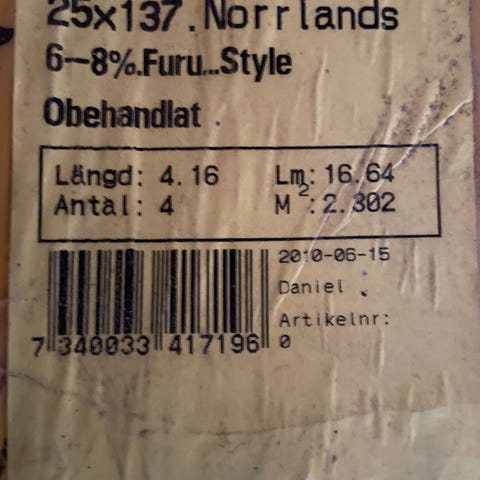 25x137.Norrlands
6-8%.Furu...Style
Obehandlat
Längd: 4.16 Lm: 16.64
Antal: 4 M²: 2.302
2010-06-15
Daniel
Artikelnr:
0
7 340033 417196